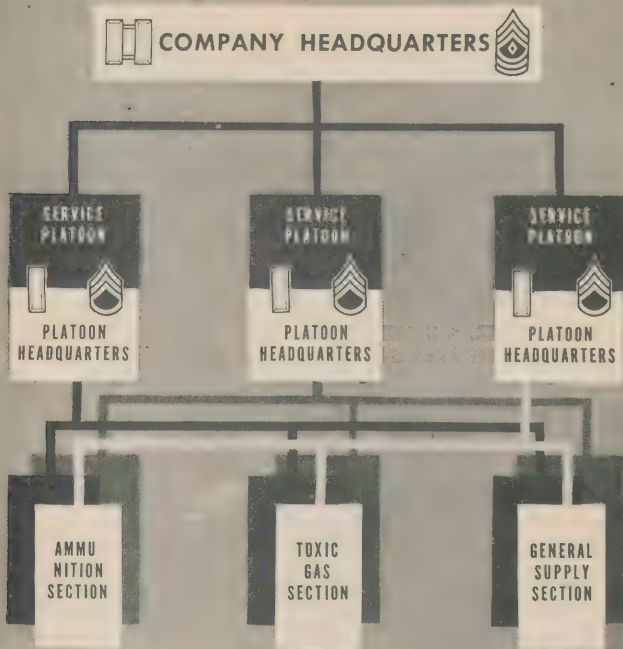 COMPANY HEADQUARTERS
SERVICE
PLATOON
SERVICE
PLATOON
SERVICE
PLATOON
PLATOON
HEADQUARTERS
PLATOON
HEADQUARTERS
PLATOON
HEADQUARTERS
AMMU
NITION
SECTION
TOXIC
GAS
SECTION
GENERAL
SUPPLY
SECTION